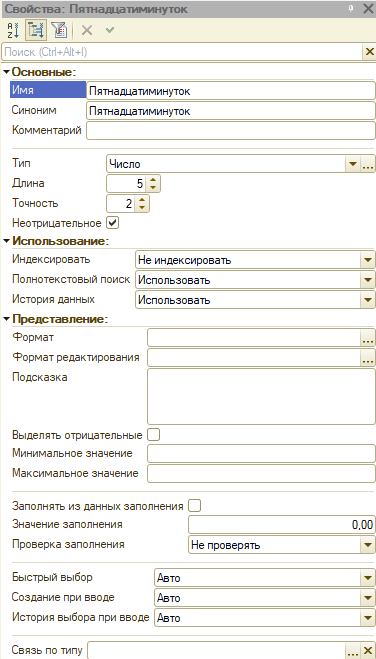 Свойства: Пятнадцатиминуток
Поиск (Ctrl+Alt+I)
Основные:
Имя Пятнадцатиминуток
Синоним Пятнадцатиминуток
Комментарий
Тип Число
Длина 5
Точность 2
Неотрицательное
Использование:
Индексировать Не индексировать
Полнотекстовый поиск Использовать
История данных Использовать
Представление:
Формат
Формат редактирования
Подсказка
Выделять отрицательные
Минимальное значение
Максимальное значение
Заполнять из данных заполнения
Значение заполнения 0,00
Проверка заполнения Не проверять
Быстрый выбор Авто
Создание при вводе Авто
История выбора при вводе Авто
Связь по типу